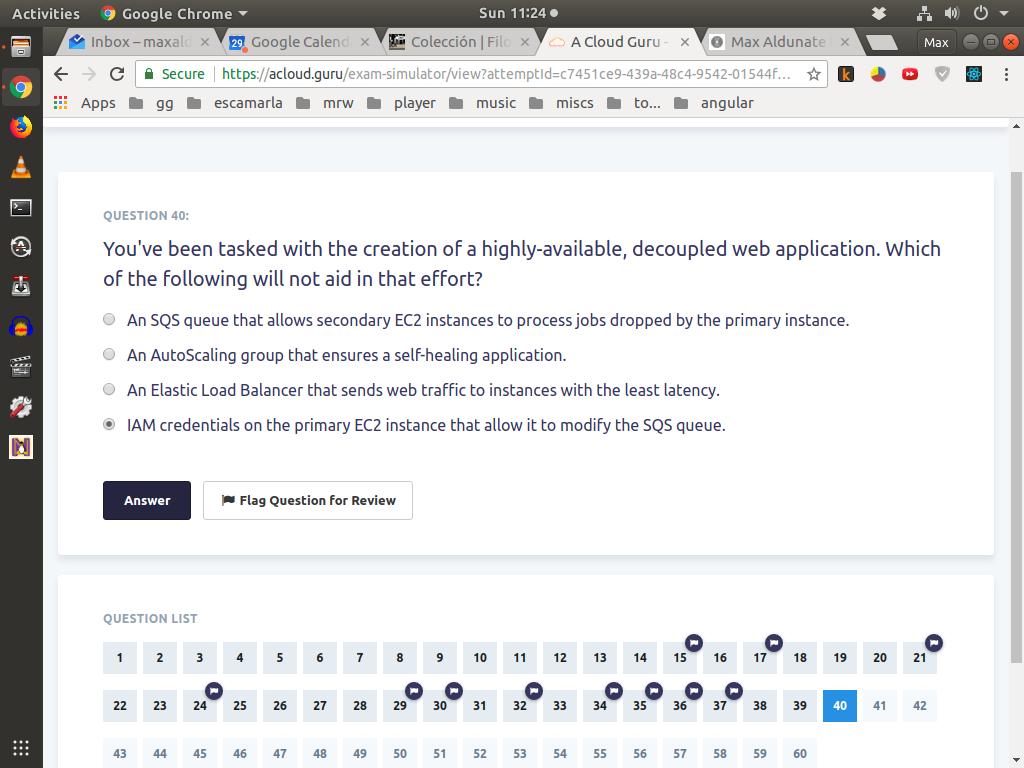 Activities Google Chrome Sun 11:24
Inbox – maxald Google Calend 29 Colección | Filo A Cloud Guru - Max Aldunate Max
Secure https://acloud.guru/exam-simulator/view?attemptId=c7451ce9-439a-48c4-9542-01544f...
Apps gg escamarla mrw player music miscs to... angular
QUESTION 40:
You've been tasked with the creation of a highly-available, decoupled web application. Which
of the following will not aid in that effort?
An SQS queue that allows secondary EC2 instances to process jobs dropped by the primary instance.
An AutoScaling group that ensures a self-healing application.
An Elastic Load Balancer that sends web traffic to instances with the least latency.
IAM credentials on the primary EC2 instance that allow it to modify the SQS queue.
Answer Flag Question for Review
QUESTION LIST
1 2 3 4 5 6 7 8 9 10 11 12 13 14 15 16 17 18 19 20 21
22 23 24 25 26 27 28 29 30 31 32 33 34 35 36 37 38 39 40 41 42
43 44 45 46 47 48 49 50 51 52 53 54 55 56 57 58 59 60